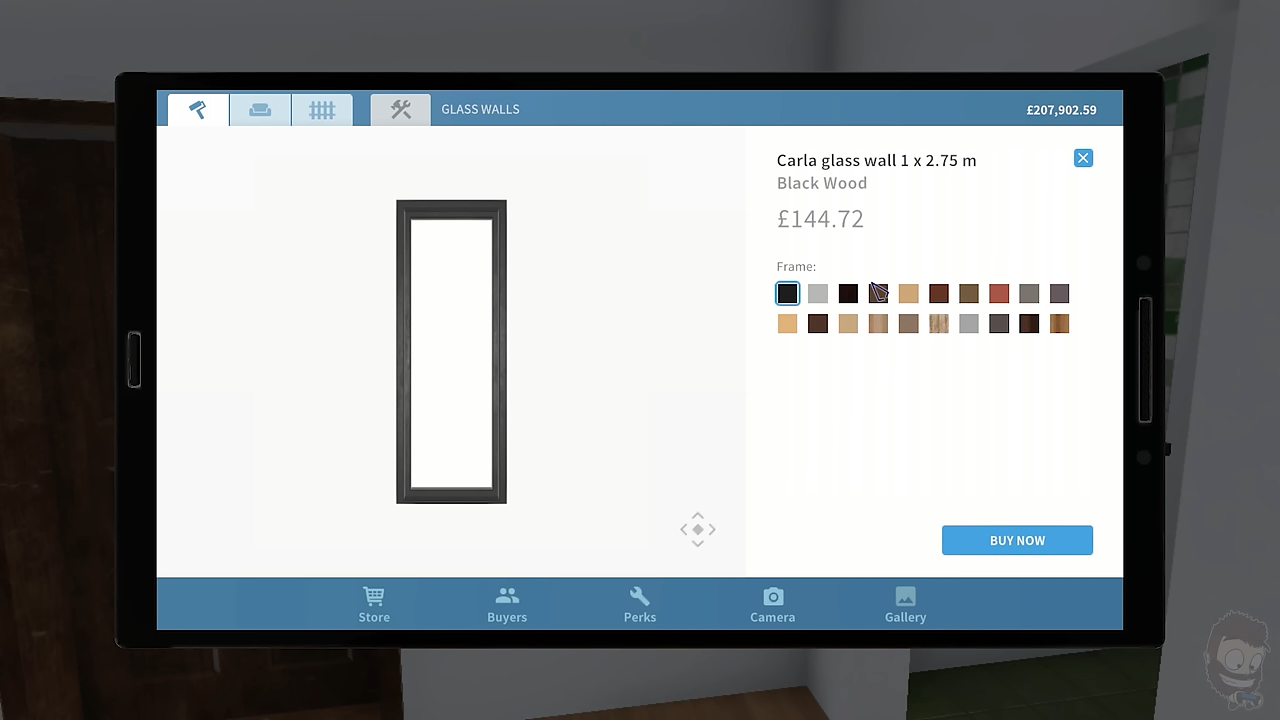 GLASS WALLS
£207,902.59
Carla glass wall 1 x 2.75 m
Black Wood
£144.72
Frame:
BUY NOW
Store
Buyers
Perks
Camera
Gallery